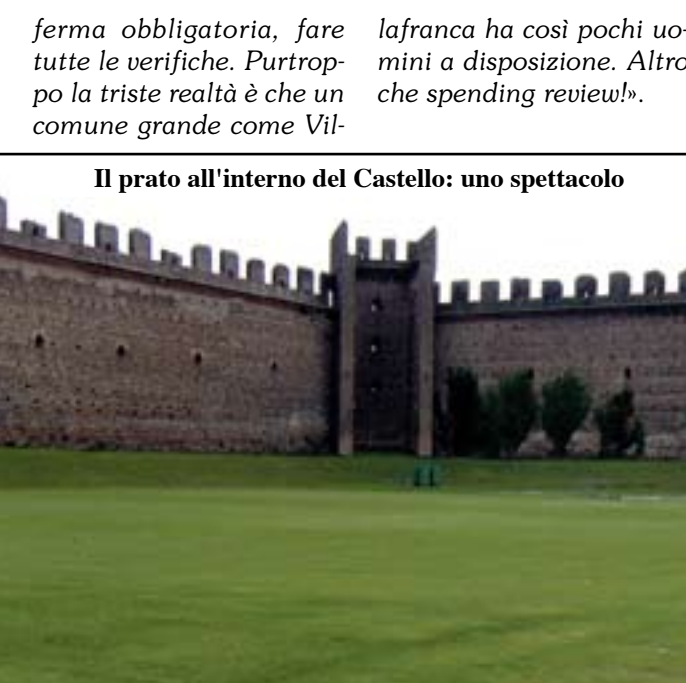 ferma obbligatoria, fare
tutte le verifiche. Purtrop-
po la triste realtà è che un
comune grande come Vil-
lafranca ha così pochi uo-
mini a disposizione. Altro
che spending review!».
Il prato all'interno del Castello: uno spettacolo